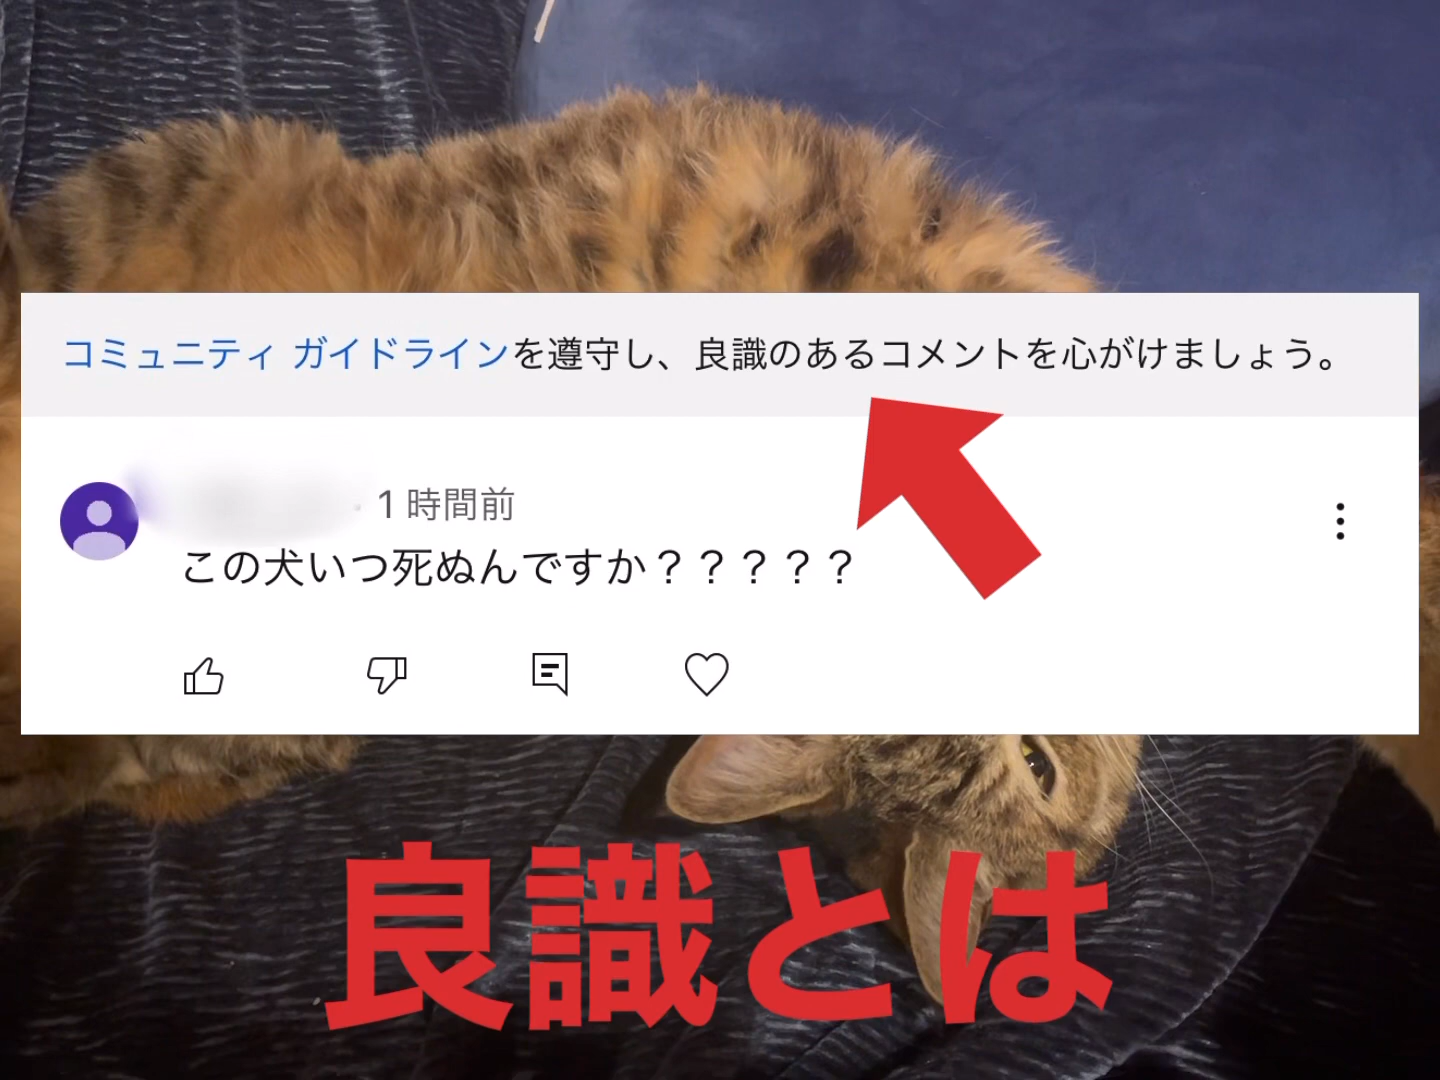 コミュニティ ガイドラインを遵守し、良識のあるコメントを心がけましょう。
1 時間前
この犬いつ死ぬんですか？？？？？
良識とは